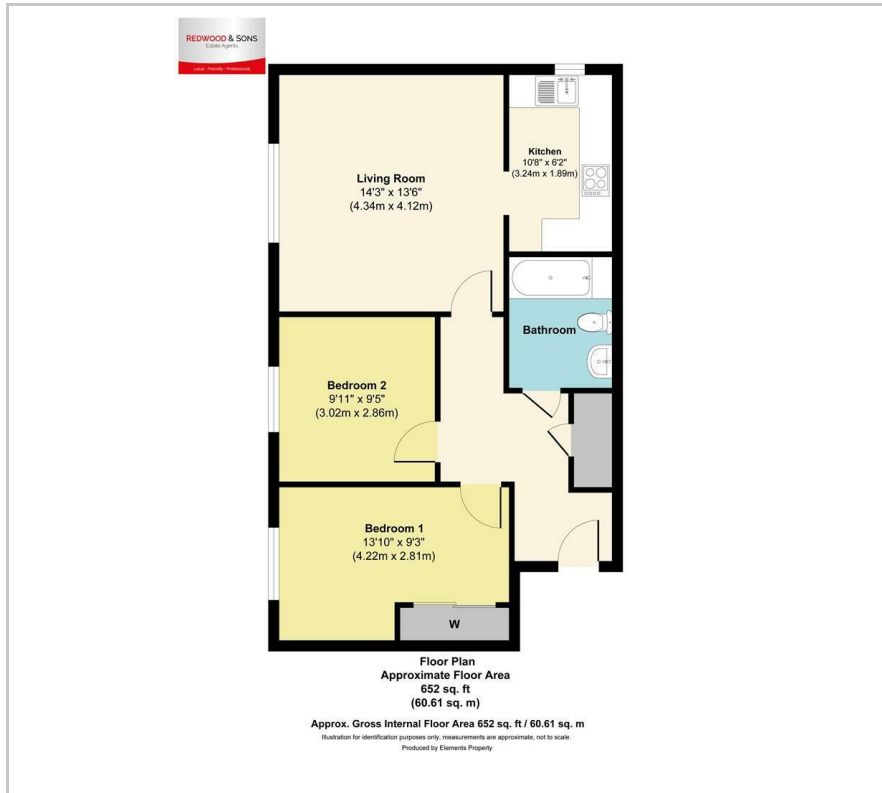 REDWOOD & SONS
Estate Agents
Local - Friendly - Professional
Living Room
14'3" x 13'6"
(4.34m x 4.12m)
Kitchen
10'8" x 6'2"
(3.24m x 1.89m)
Bathroom
Bedroom 2
9'11" x 9'5"
(3.02m x 2.86m)
Bedroom 1
13'10" x 9'3"
(4.22m x 2.81m)
W
Floor Plan
Approximate Floor Area
652 sq. ft
(60.61 sq. m)
Approx. Gross Internal Floor Area 652 sq. ft / 60.61 sq. m
Illustration for identification purposes only, measurements are approximate, not to scale.
Produced by Elements Property